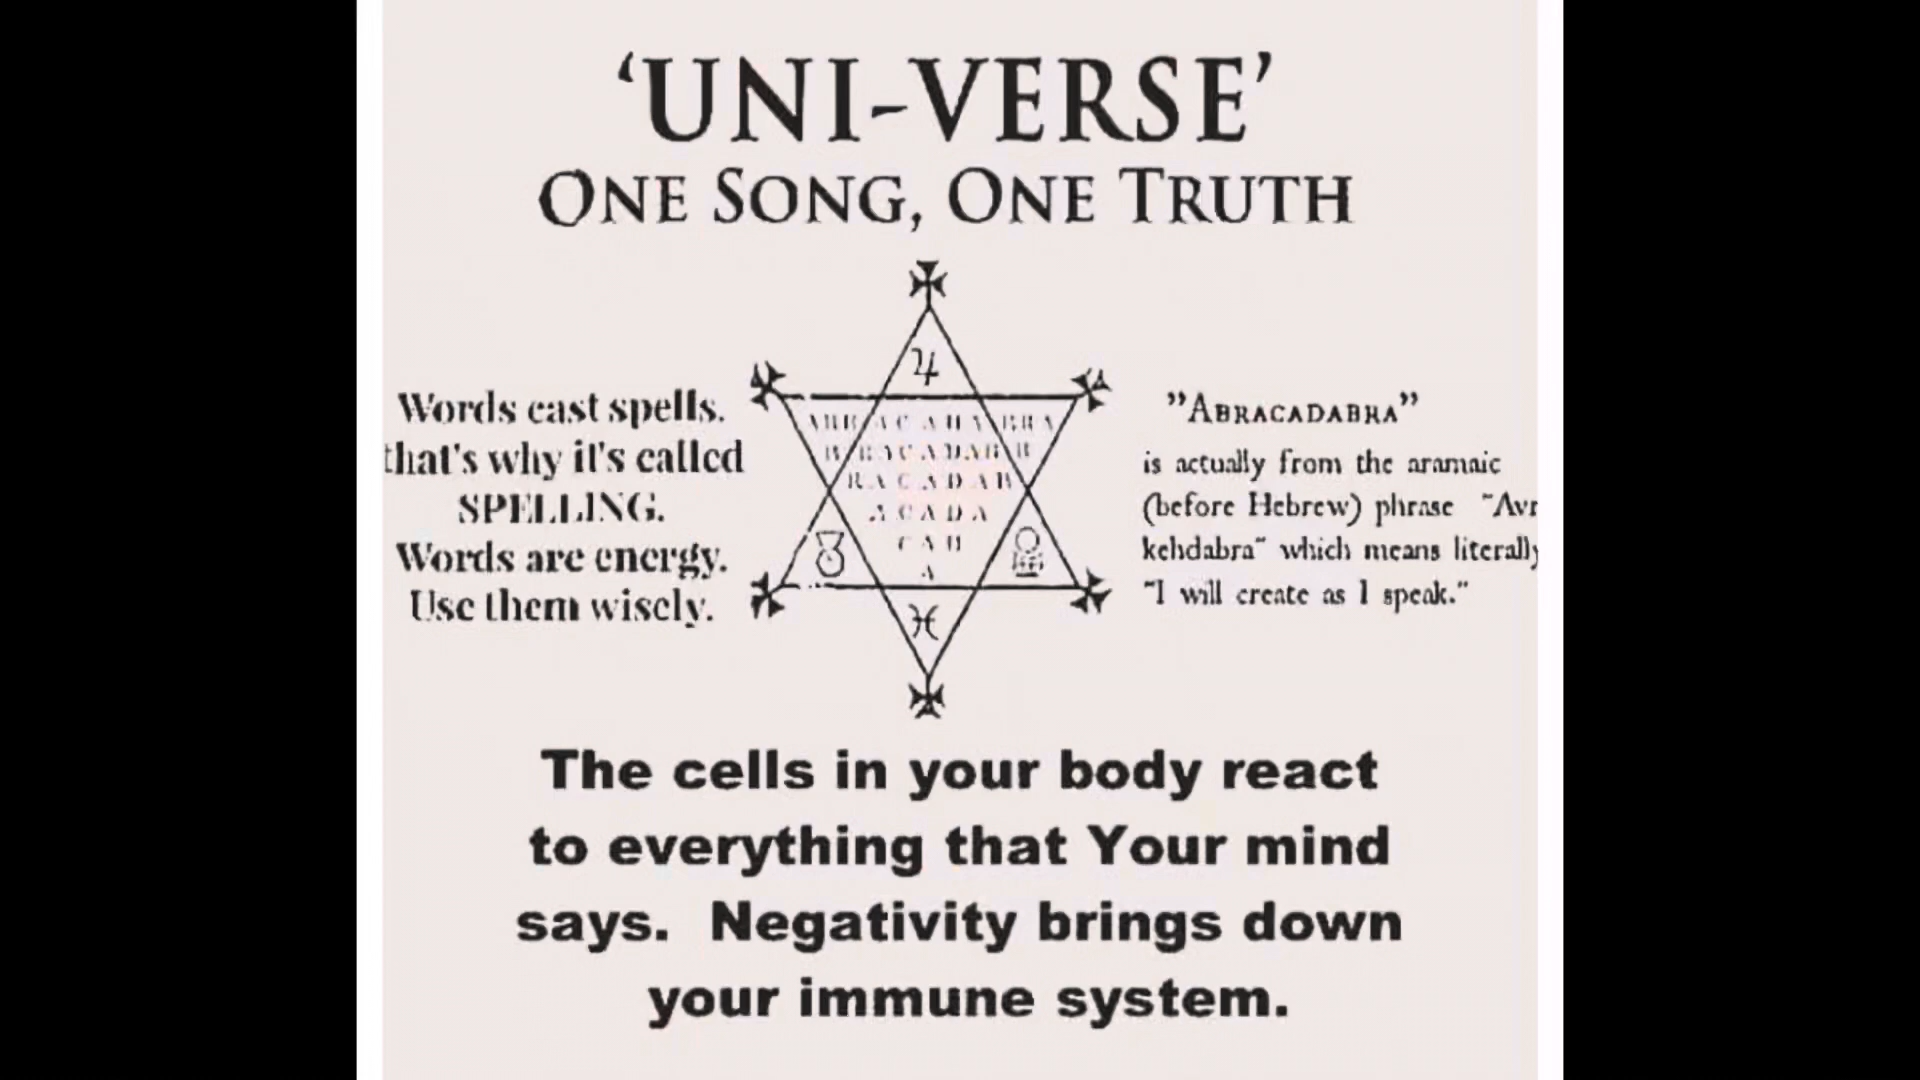 ‘UNI-VERSE’
ONE SONG, ONE TRUTH
Words cast spells.
that's why it's called
SPELLING.
Words are energy.
Use them wisely.
A C A D A
”ABRACADABRA”
is actually from the aramaic
(before Hebrew) phrase "Avr
kehdabra" which means literally
"I will create as I speak."
The cells in your body react
to everything that Your mind
says. Negativity brings down
your immune system.